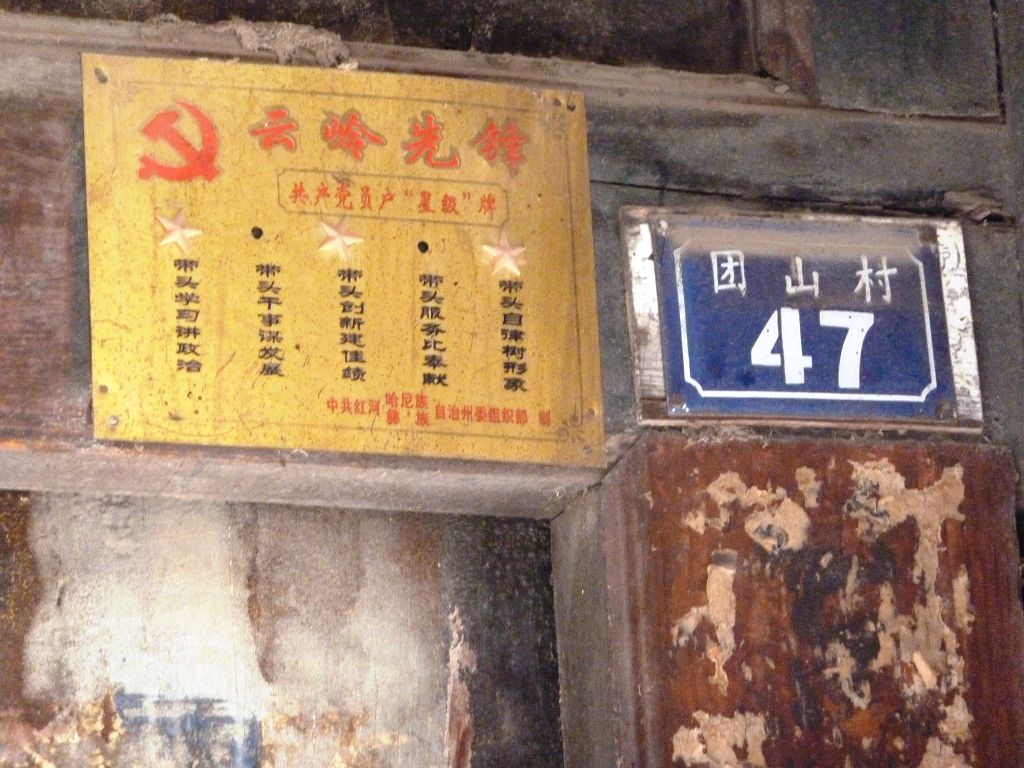 云岭先锋
共产党员户“星级”牌
带头学习讲政治
带头干事谋发展
带头创新建佳绩
带头服务比奉献
带头自律树形象
中共红河哈尼族彝族自治州委组织部 制
团山村
47